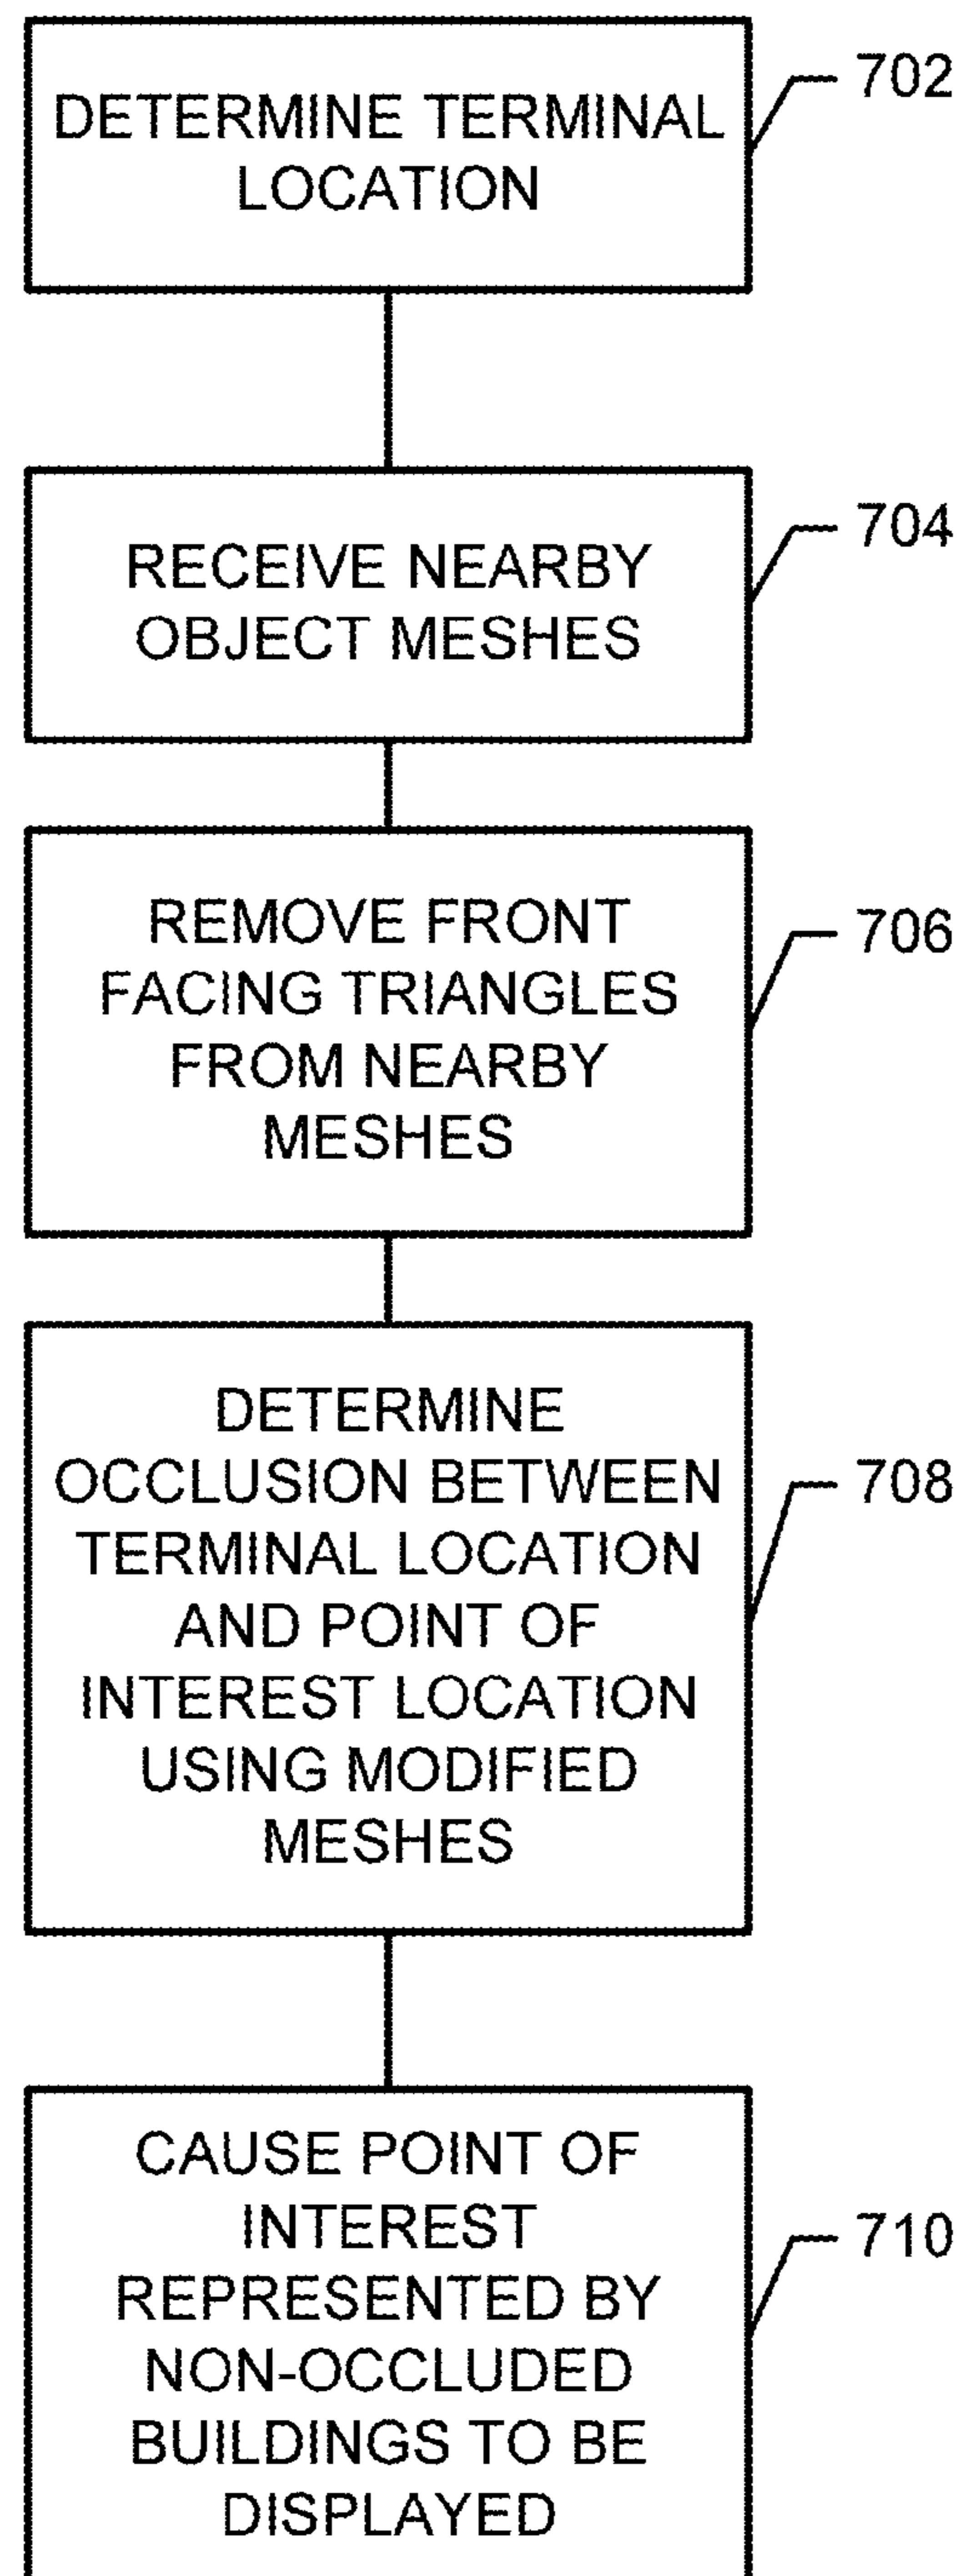 DETERMINE TERMINAL
LOCATION
702
RECEIVE NEARBY
OBJECT MESHES
704
REMOVE FRONT
FACING TRIANGLES
FROM NEARBY
MESHES
706
DETERMINE
OCCLUSION BETWEEN
TERMINAL LOCATION
AND POINT OF
INTEREST LOCATION
USING MODIFIED
MESHES
708
CAUSE POINT OF
INTEREST
REPRESENTED BY
NON-OCCLUDED
BUILDINGS TO BE
DISPLAYED
710